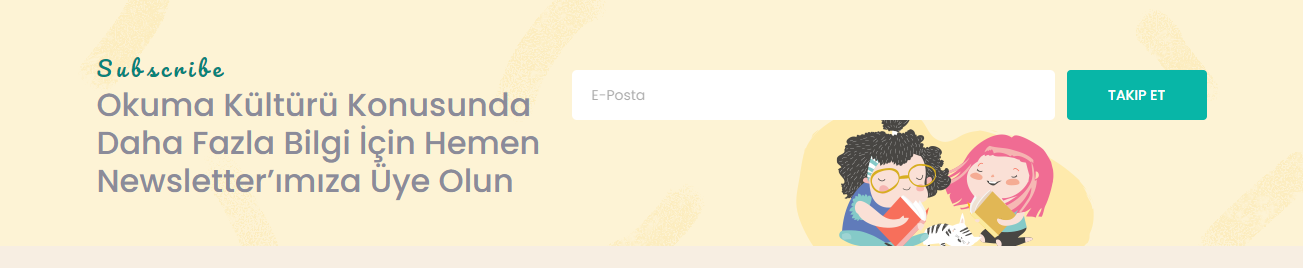 Subscribe
Okuma Kültürü Konusunda
Daha Fazla Bilgi İçin Hemen
Newsletter’ımıza Üye Olun
E-Posta
TAKIP ET